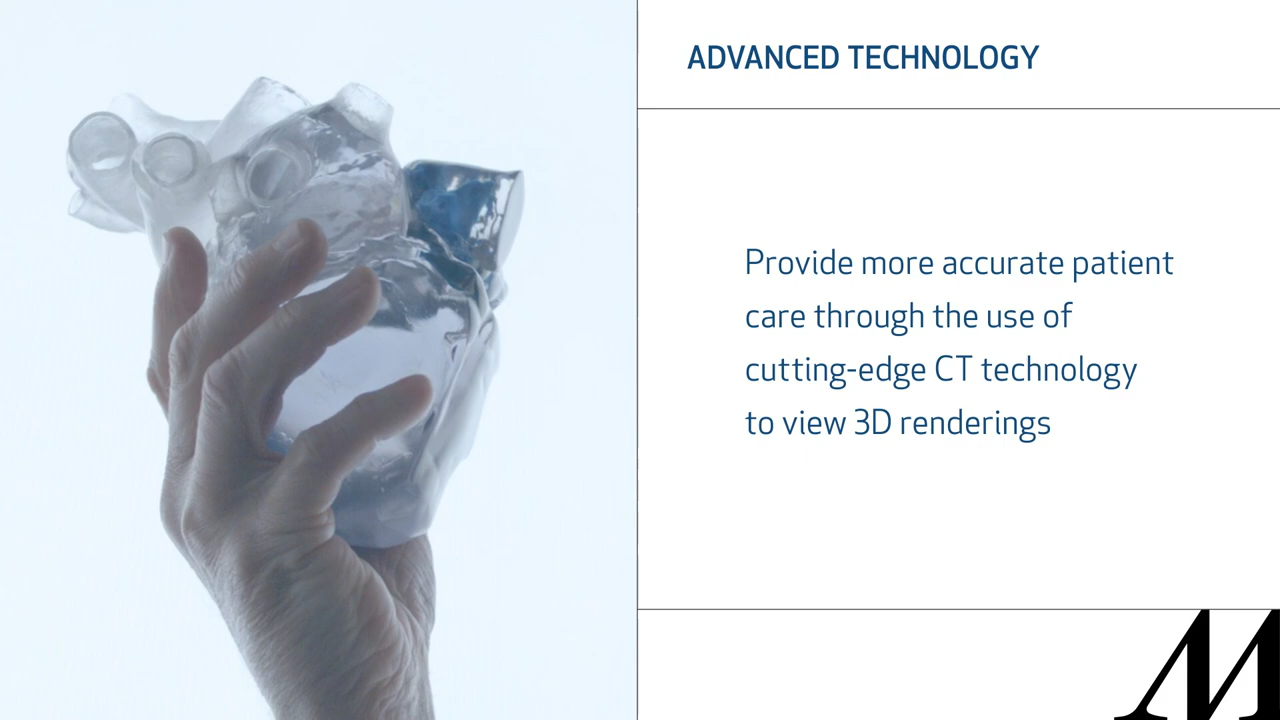 ADVANCED TECHNOLOGY
Provide more accurate patient
care through the use of
cutting-edge CT technology
to view 3D renderings
M